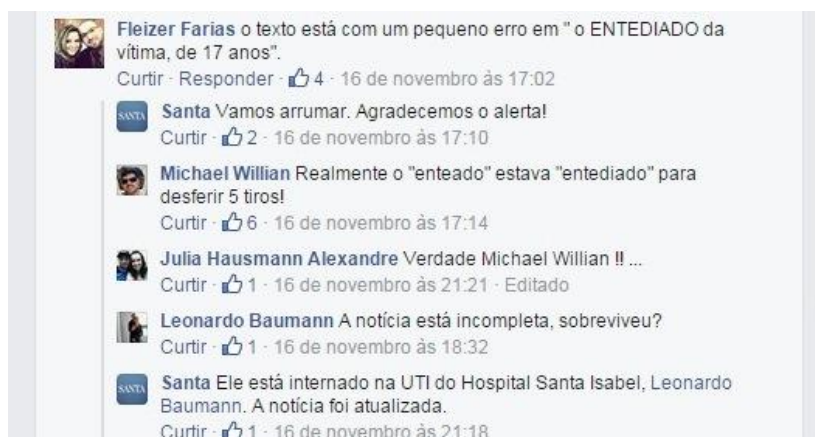 Fleizer Farias o texto está com um pequeno erro em " o ENTEDIADO da
vítima, de 17 anos".
Curtir · Responder · 4 · 16 de novembro às 17:02
SANTA
Santa Vamos arrumar. Agradecemos o alerta!
Curtir · 2 · 16 de novembro às 17:10
Michael Willian Realmente o "enteado" estava "entediado" para
desferir 5 tiros!
Curtir · 6 · 16 de novembro às 17:14
Julia Hausmann Alexandre Verdade Michael Willian !! ...
Curtir · 1 · 16 de novembro às 21:21 · Editado
Leonardo Baumann A notícia está incompleta, sobreviveu?
Curtir · 1 · 16 de novembro às 18:32
SANTA
Santa Ele está internado na UTI do Hospital Santa Isabel, Leonardo
Baumann. A notícia foi atualizada.
Curtir · 1 · 16 de novembro às 21:18